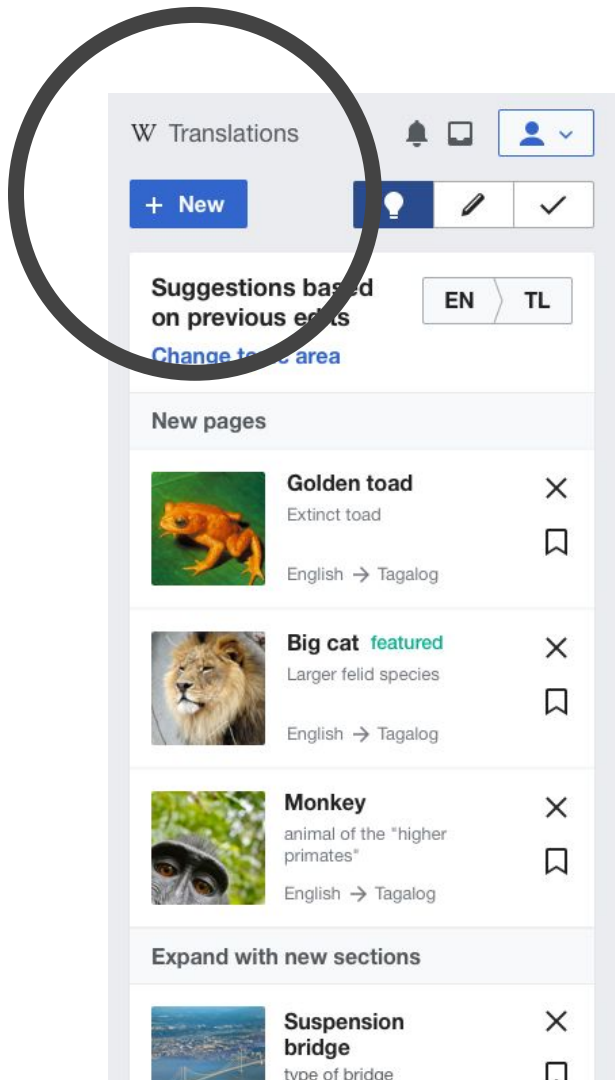 W Translations
+ New
Suggestions based
on previous edits
EN TL
Change topic area
New pages
Golden toad
Extinct toad
English → Tagalog
Big cat featured
Larger felid species
English → Tagalog
Monkey
animal of the "higher
primates"
English → Tagalog
Expand with new sections
Suspension
bridge
type of bridge